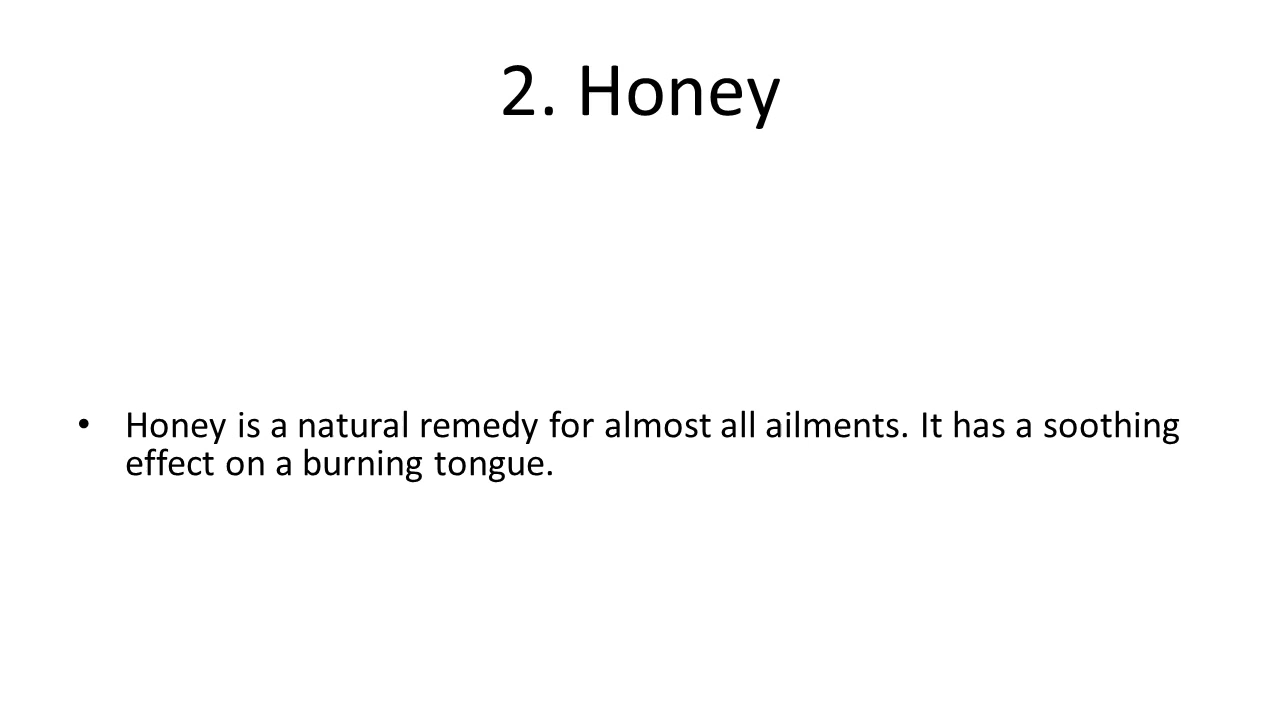 2. Honey
• Honey is a natural remedy for almost all ailments. It has a soothing
effect on a burning tongue.